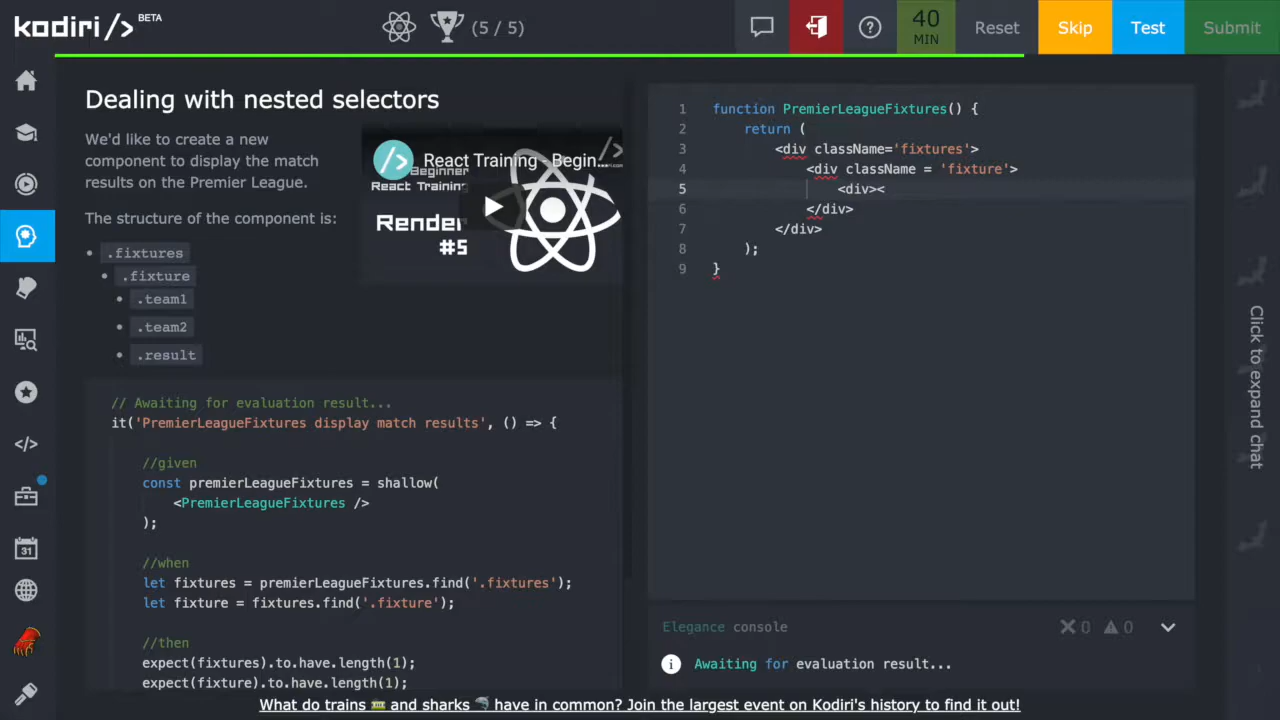 kodiri/> BETA
(5 / 5)
40
MIN
Reset
Skip
Test
Submit
Dealing with nested selectors
We'd like to create a new
component to display the match
results on the Premier League.
The structure of the component is:
.fixtures
.fixture
.team1
.team2
.result
React Training - Begin...
Beginner
React Training
Render
#5
// Awaiting for evaluation result...
it('PremierLeagueFixtures display match results', () => {
//given
const premierLeagueFixtures = shallow(
<PremierLeagueFixtures />
);
//when
let fixtures = premierLeagueFixtures.find('.fixtures');
let fixture = fixtures.find('.fixture');
//then
expect(fixtures).to.have.length(1);
expect(fixture).to.have.length(1);
1 function PremierLeagueFixtures() {
2 return (
3 <div className='fixtures'>
4 <div className = 'fixture'>
5 <div><
6 </div>
7 </div>
8 );
9 }
Elegance console
0 0
Awaiting for evaluation result...
Click to expand chat
31
What do trains 🚃 and sharks 🦈 have in common? Join the largest event on Kodiri's history to find it out!